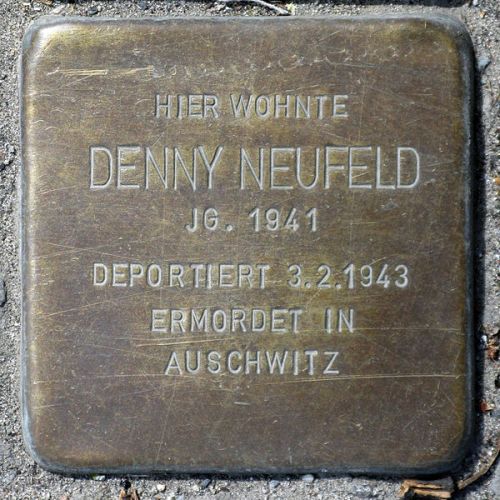 HIER WOHNTE
DENNY NEUFELD
JG. 1941
DEPORTIERT 3.2.1943
ERMORDET IN
AUSCHWITZ